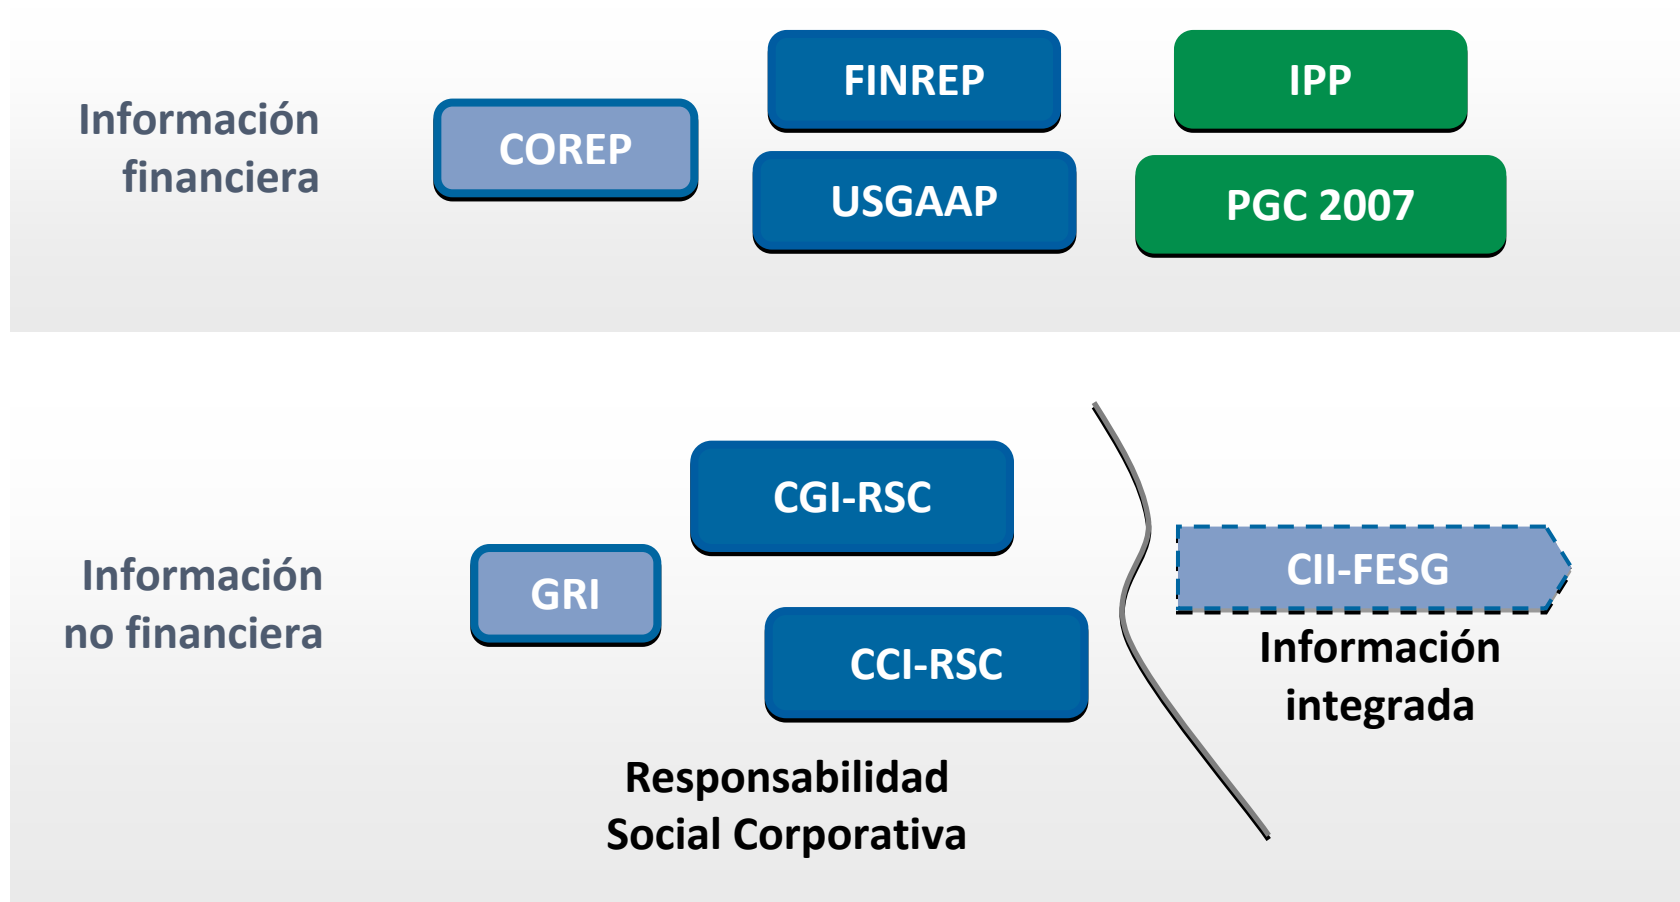 Información
financiera
COREP
FINREP
USGAAP
IPP
PGC 2007
Información
no financiera
GRI
CGI-RSC
CCI-RSC
Responsabilidad
Social Corporativa
CII-FESG
Información
integrada